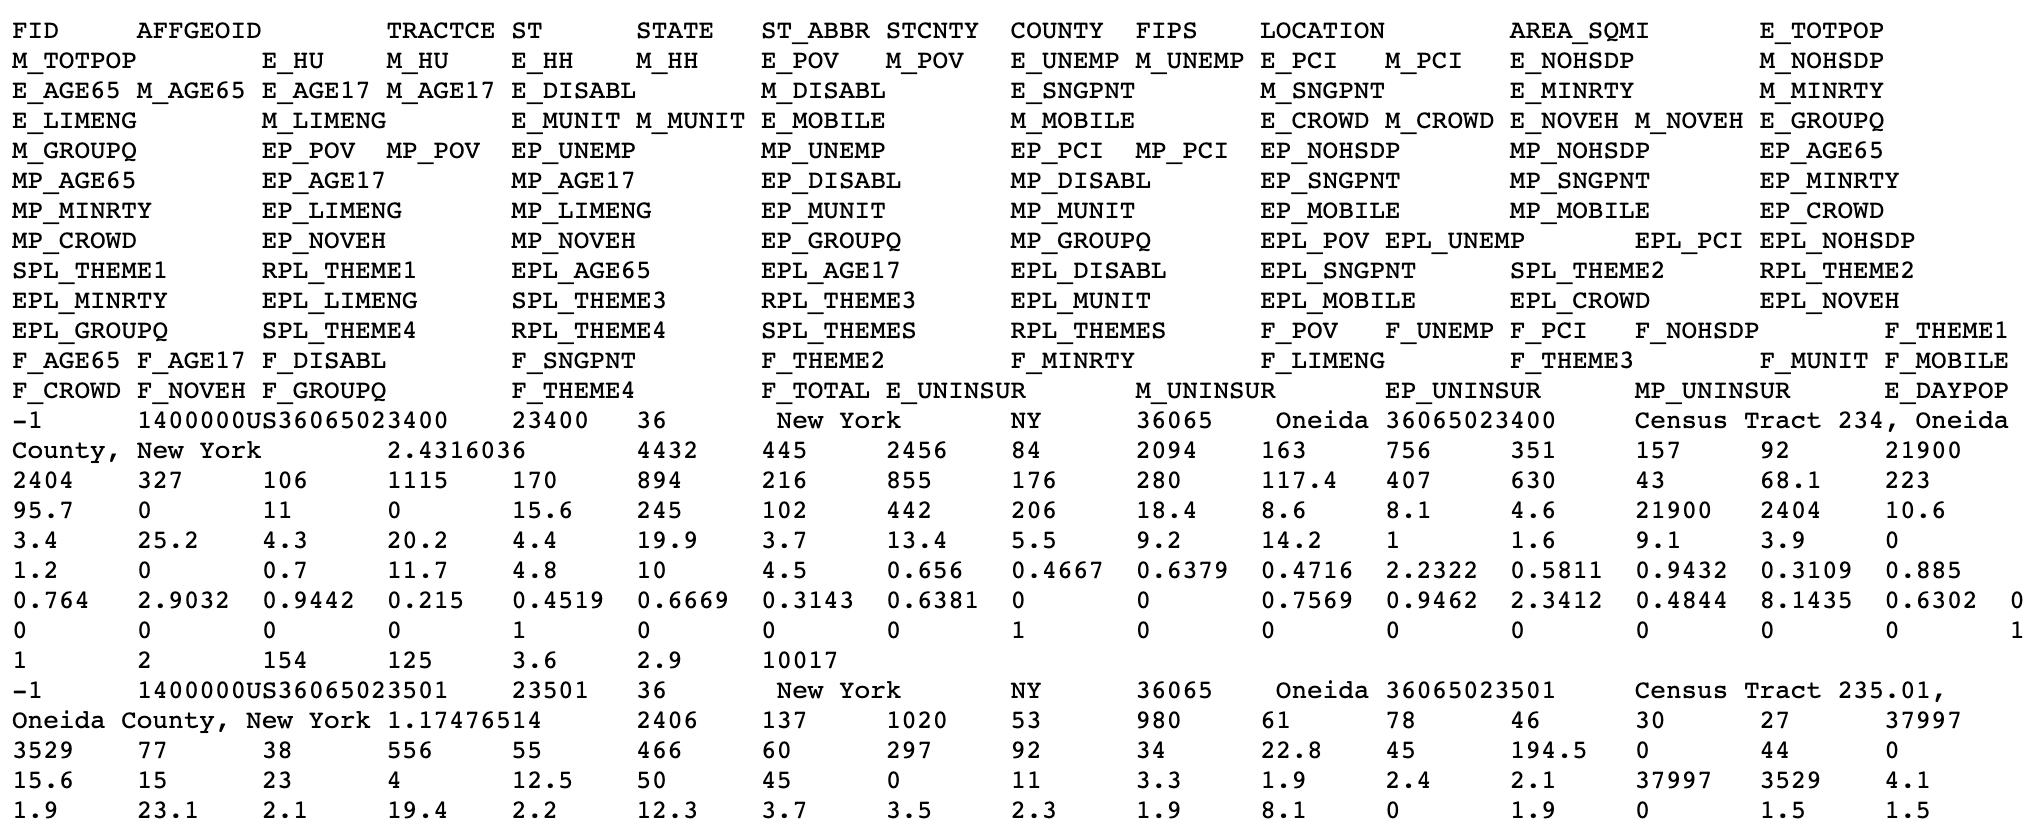 FID AFFGEOID TRACTCE ST STATE ST_ABBR STCNTY COUNTY FIPS LOCATION AREA_SQMI E_TOTPOP
M_TOTPOP E_HU M_HU E_HH M_HH E_POV M_POV E_UNEMP M_UNEMP E_PCI M_PCI E_NOHSDP M_NOHSDP
E_AGE65 M_AGE65 E_AGE17 M_AGE17 E_DISABL M_DISABL E_SNGPNT M_SNGPNT E_MINRTY M_MINRTY
E_LIMENG M_LIMENG E_MUNIT M_MUNIT E_MOBILE M_MOBILE E_CROWD M_CROWD E_NOVEH M_NOVEH E_GROUPQ
M_GROUPQ EP_POV MP_POV EP_UNEMP MP_UNEMP EP_PCI MP_PCI EP_NOHSDP MP_NOHSDP EP_AGE65
MP_AGE65 EP_AGE17 MP_AGE17 EP_DISABL MP_DISABL EP_SNGPNT MP_SNGPNT EP_MINRTY
MP_MINRTY EP_LIMENG MP_LIMENG EP_MUNIT MP_MUNIT EP_MOBILE MP_MOBILE EP_CROWD
MP_CROWD EP_NOVEH MP_NOVEH EP_GROUPQ MP_GROUPQ EPL_POV EPL_UNEMP EPL_PCI EPL_NOHSDP
SPL_THEME1 RPL_THEME1 EPL_AGE65 EPL_AGE17 EPL_DISABL EPL_SNGPNT SPL_THEME2 RPL_THEME2
EPL_MINRTY EPL_LIMENG SPL_THEME3 RPL_THEME3 EPL_MUNIT EPL_MOBILE EPL_CROWD EPL_NOVEH
EPL_GROUPQ SPL_THEME4 RPL_THEME4 SPL_THEMES RPL_THEMES F_POV F_UNEMP F_PCI F_NOHSDP F_THEME1
F_AGE65 F_AGE17 F_DISABL F_SNGPNT F_THEME2 F_MINRTY F_LIMENG F_THEME3 F_MUNIT F_MOBILE
F_CROWD F_NOVEH F_GROUPQ F_THEME4 F_TOTAL E_UNINSUR M_UNINSUR EP_UNINSUR MP_UNINSUR E_DAYPOP
-1 1400000US36065023400 23400 36 New York NY 36065 Oneida 36065023400 Census Tract 234, Oneida
County, New York 2.4316036 4432 445 2456 84 2094 163 756 351 157 92 21900
2404 327 106 1115 170 894 216 855 176 280 117.4 407 630 43 68.1 223
95.7 0 11 0 15.6 245 102 442 206 18.4 8.6 8.1 4.6 21900 2404 10.6
3.4 25.2 4.3 20.2 4.4 19.9 3.7 13.4 5.5 9.2 14.2 1 1.6 9.1 3.9 0
1.2 0 0.7 11.7 4.8 10 4.5 0.656 0.4667 0.6379 0.4716 2.2322 0.5811 0.9432 0.3109 0.885
0.764 2.9032 0.9442 0.215 0.4519 0.6669 0.3143 0.6381 0 0 0.7569 0.9462 2.3412 0.4844 8.1435 0.6302 0
0 0 0 0 1 0 0 0 1 0 0 0 0 0 0 0 1
1 2 154 125 3.6 2.9 10017
-1 1400000US36065023501 23501 36 New York NY 36065 Oneida 36065023501 Census Tract 235.01,
Oneida County, New York 1.17476514 2406 137 1020 53 980 61 78 46 30 27 37997
3529 77 38 556 55 466 60 297 92 34 22.8 45 194.5 0 44 0
15.6 15 23 4 12.5 50 45 0 11 3.3 1.9 2.4 2.1 37997 3529 4.1
1.9 23.1 2.1 19.4 2.2 12.3 3.7 3.5 2.3 1.9 8.1 0 1.9 0 1.5 1.5